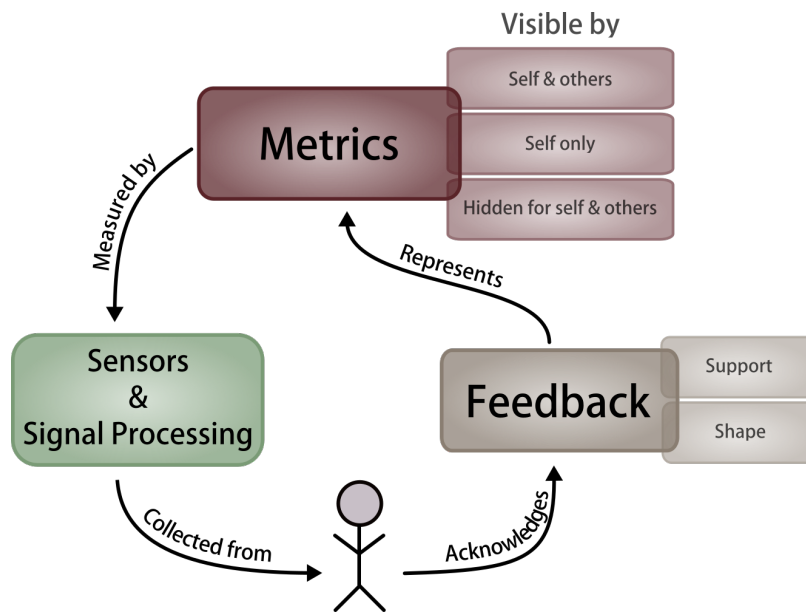 Visible by
Self & others
Metrics
Self only
Hidden for self & others
Measured by
Represents
Sensors
&
Signal Processing
Support
Feedback
Shape
Collected from
Acknowledges